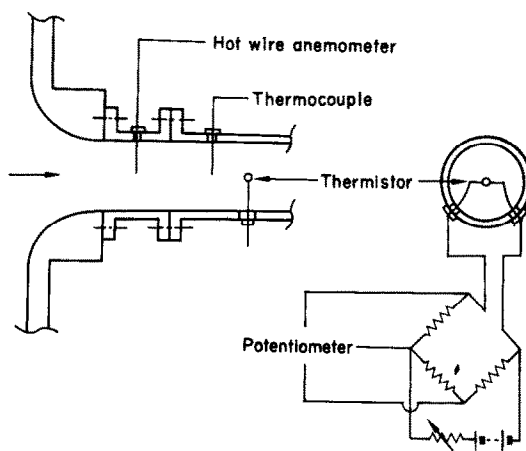 Hot wire anemometer
Thermocouple
Thermistor
Potentiometer